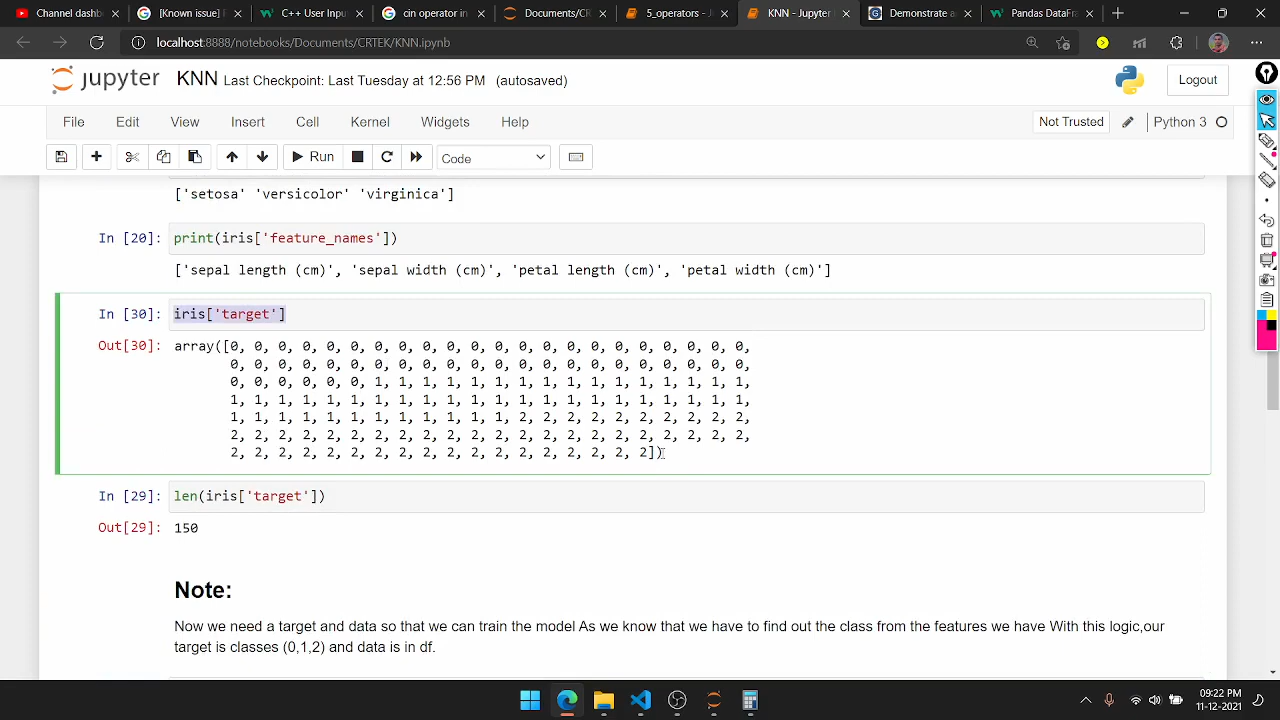 Channel dashb
[Known issue] E
C++ User Input
cin operator in
Documents/CR
5_operators - J
KNN - Jupyter
Demonstrate a
Pandas DataFra
localhost:8888/notebooks/Documents/CRTEK/KNN.ipynb
jupyter KNN Last Checkpoint: Last Tuesday at 12:56 PM (autosaved)
Logout
File Edit View Insert Cell Kernel Widgets Help
Not Trusted
Python 3
Run
Code
['setosa' 'versicolor' 'virginica']
In [20]: print(iris['feature_names'])
['sepal length (cm)', 'sepal width (cm)', 'petal length (cm)', 'petal width (cm)']
In [30]: iris['target']
Out[30]: array([0, 0, 0, 0, 0, 0, 0, 0, 0, 0, 0, 0, 0, 0, 0, 0, 0, 0, 0, 0, 0, 0,
0, 0, 0, 0, 0, 0, 0, 0, 0, 0, 0, 0, 0, 0, 0, 0, 0, 0, 0, 0, 0, 0,
0, 0, 0, 0, 0, 0, 1, 1, 1, 1, 1, 1, 1, 1, 1, 1, 1, 1, 1, 1, 1, 1,
1, 1, 1, 1, 1, 1, 1, 1, 1, 1, 1, 1, 1, 1, 1, 1, 1, 1, 1, 1, 1, 1,
1, 1, 1, 1, 1, 1, 1, 1, 1, 1, 1, 1, 2, 2, 2, 2, 2, 2, 2, 2, 2, 2,
2, 2, 2, 2, 2, 2, 2, 2, 2, 2, 2, 2, 2, 2, 2, 2, 2, 2, 2, 2, 2, 2,
2, 2, 2, 2, 2, 2, 2, 2, 2, 2, 2, 2, 2, 2, 2, 2, 2, 2])
In [29]: len(iris['target'])
Out[29]: 150
Note:
Now we need a target and data so that we can train the model As we know that we have to find out the class from the features we have With this logic,our
target is classes (0,1,2) and data is in df.
09:22 PM
11-12-2021